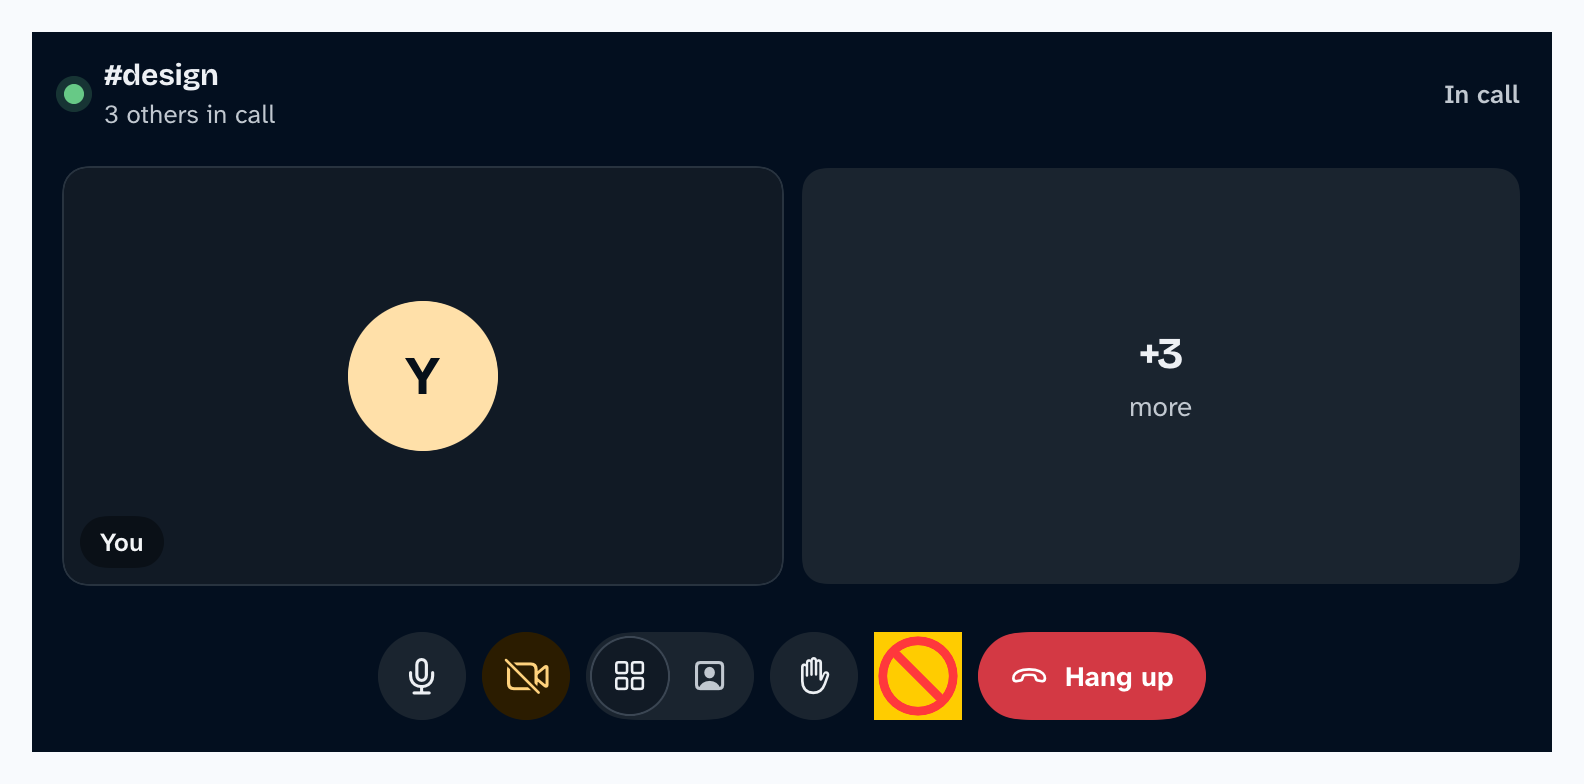 #design
3 others in call
In call
Y
You
+3
more
Hang up